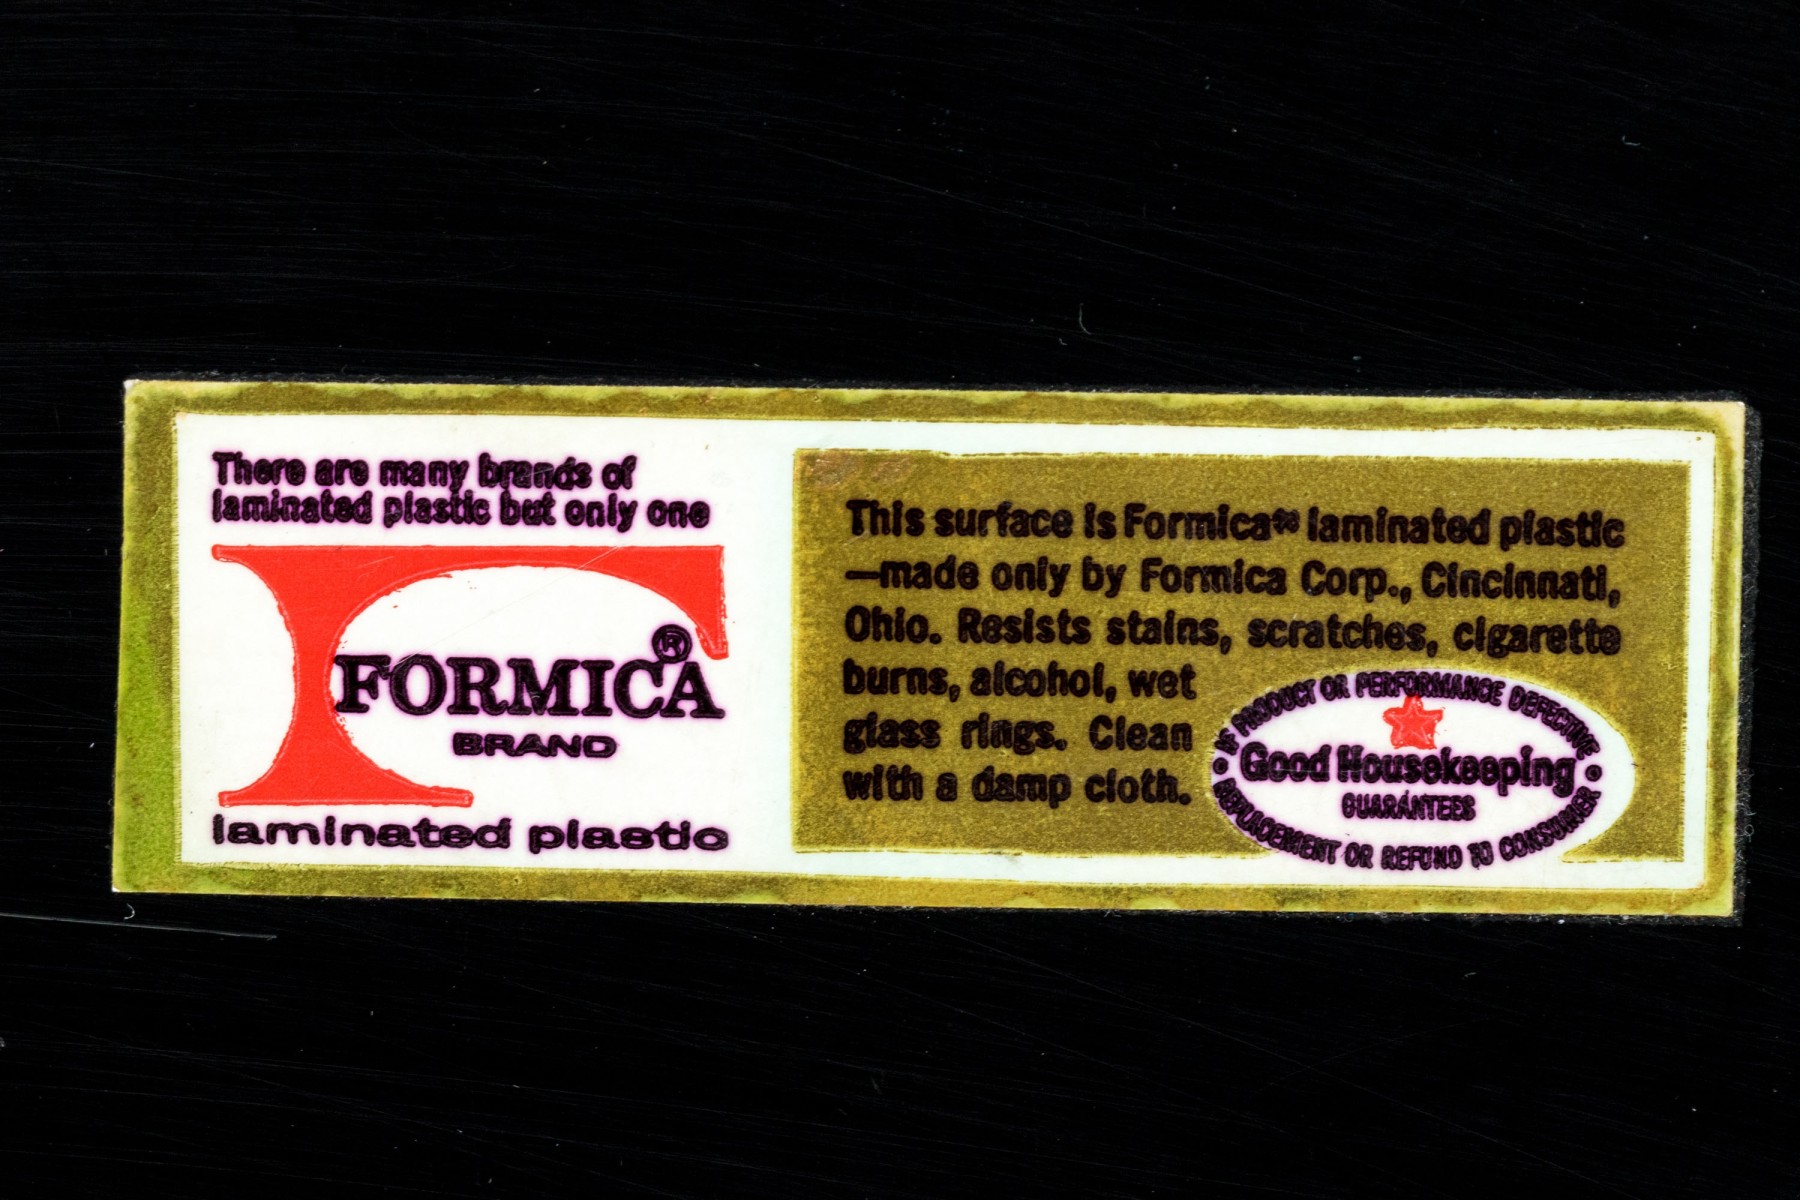 There are many brands of
laminated plastic but only one
FORMICA®
BRAND
laminated plastic
This surface is Formica® laminated plastic
—made only by Formica Corp., Cincinnati,
Ohio. Resists stains, scratches, cigarette
burns, alcohol, wet
glass rings. Clean
with a damp cloth.
IF PRODUCT OR PERFORMANCE DEFECTIVE
Good Housekeeping
GUARANTEES
REPLACEMENT OR REFUND TO CONSUMER